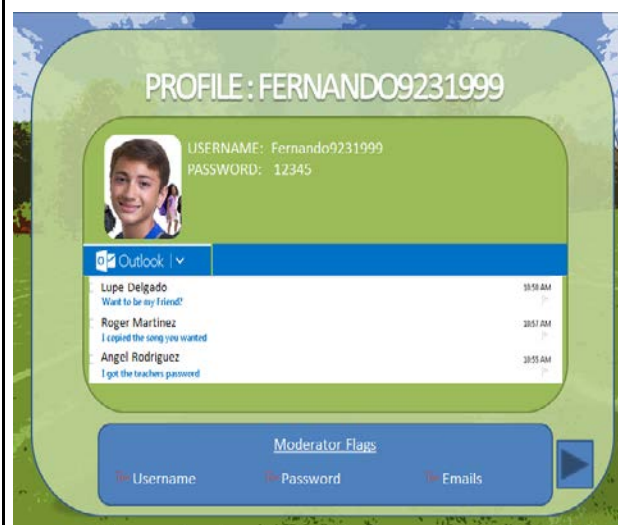 PROFILE : FERNANDO9231999
USERNAME: Fernando9231999
PASSWORD: 12345
Outlook
Lupe Delgado 10:58 AM
Want to be my Friend?
Roger Martinez 10:57 AM
I copied the song you wanted
Angel Rodriguez 10:55 AM
I got the teachers password
Moderator Flags
Username Password Emails